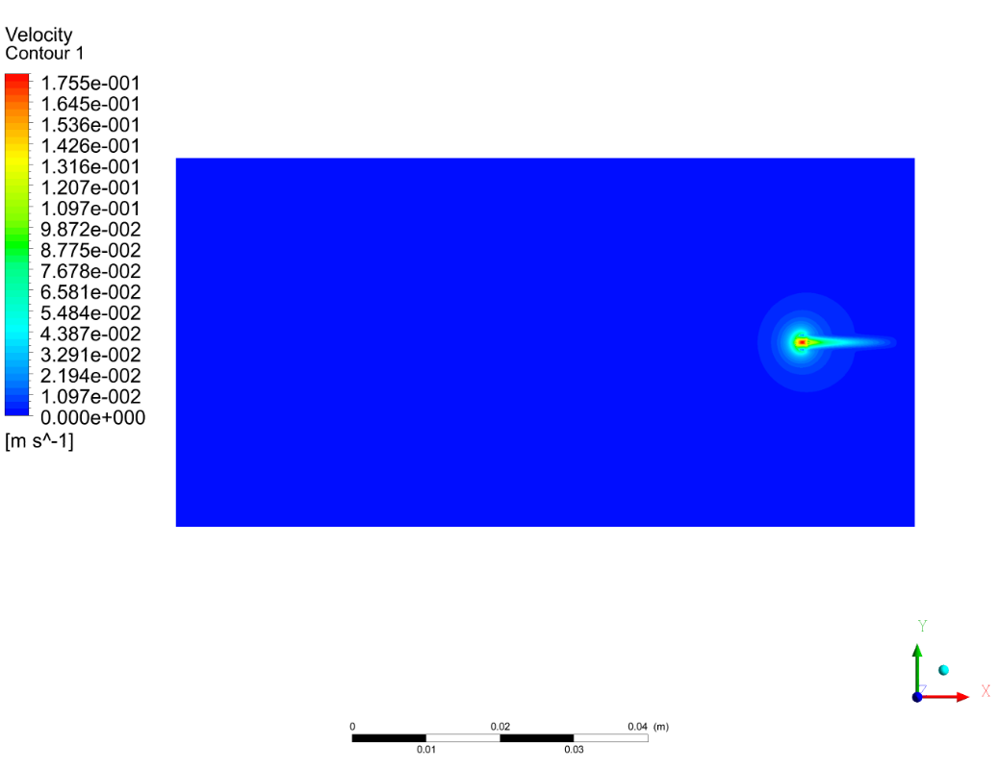 Velocity
Contour 1
1.755e-001
1.645e-001
1.536e-001
1.426e-001
1.316e-001
1.207e-001
1.097e-001
9.872e-002
8.775e-002
7.678e-002
6.581e-002
5.484e-002
4.387e-002
3.291e-002
2.194e-002
1.097e-002
0.000e+000
[m s^-1]
Y
Z
X
0 0.02 0.04 (m)
0.01 0.03